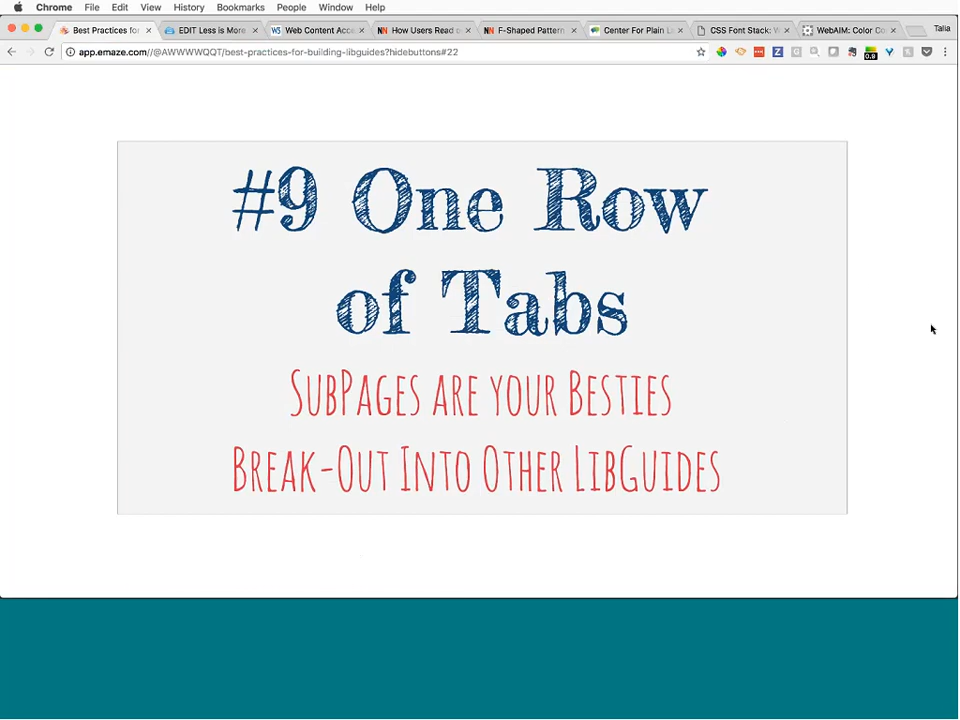 Chrome File Edit View History Bookmarks People Window Help
Best Practices for EDIT Less is More Web Content Acc How Users Read o F-Shaped Pattern Center For Plain L CSS Font Stack: W WebAIM: Color Co Talia
app.emaze.com//@AWWWWQQT/best-practices-for-building-libguides?hidebuttons#22
#9 One Row
of Tabs
SubPages are your Besties
Break-Out Into Other LibGuides